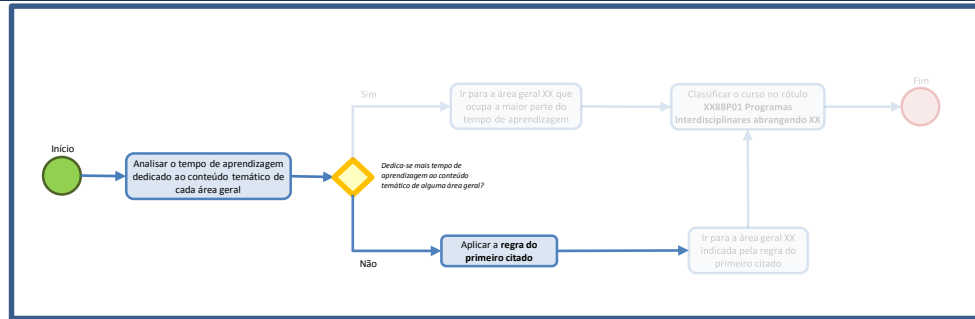 Início
Analisar o tempo de aprendizagem
dedicado ao conteúdo temático de
cada área geral
Dedica-se mais tempo de
aprendizagem ao conteúdo
temático de alguma área geral?
Sim
Ir para a área geral XX que
ocupa a maior parte do
tempo de aprendizagem
Classificar o curso no rótulo
XX88P01 Programas
interdisciplinares abrangendo XX
Fim
Não
Aplicar a regra do
primeiro citado
Ir para a área geral XX
indicada pela regra do
primeiro citado